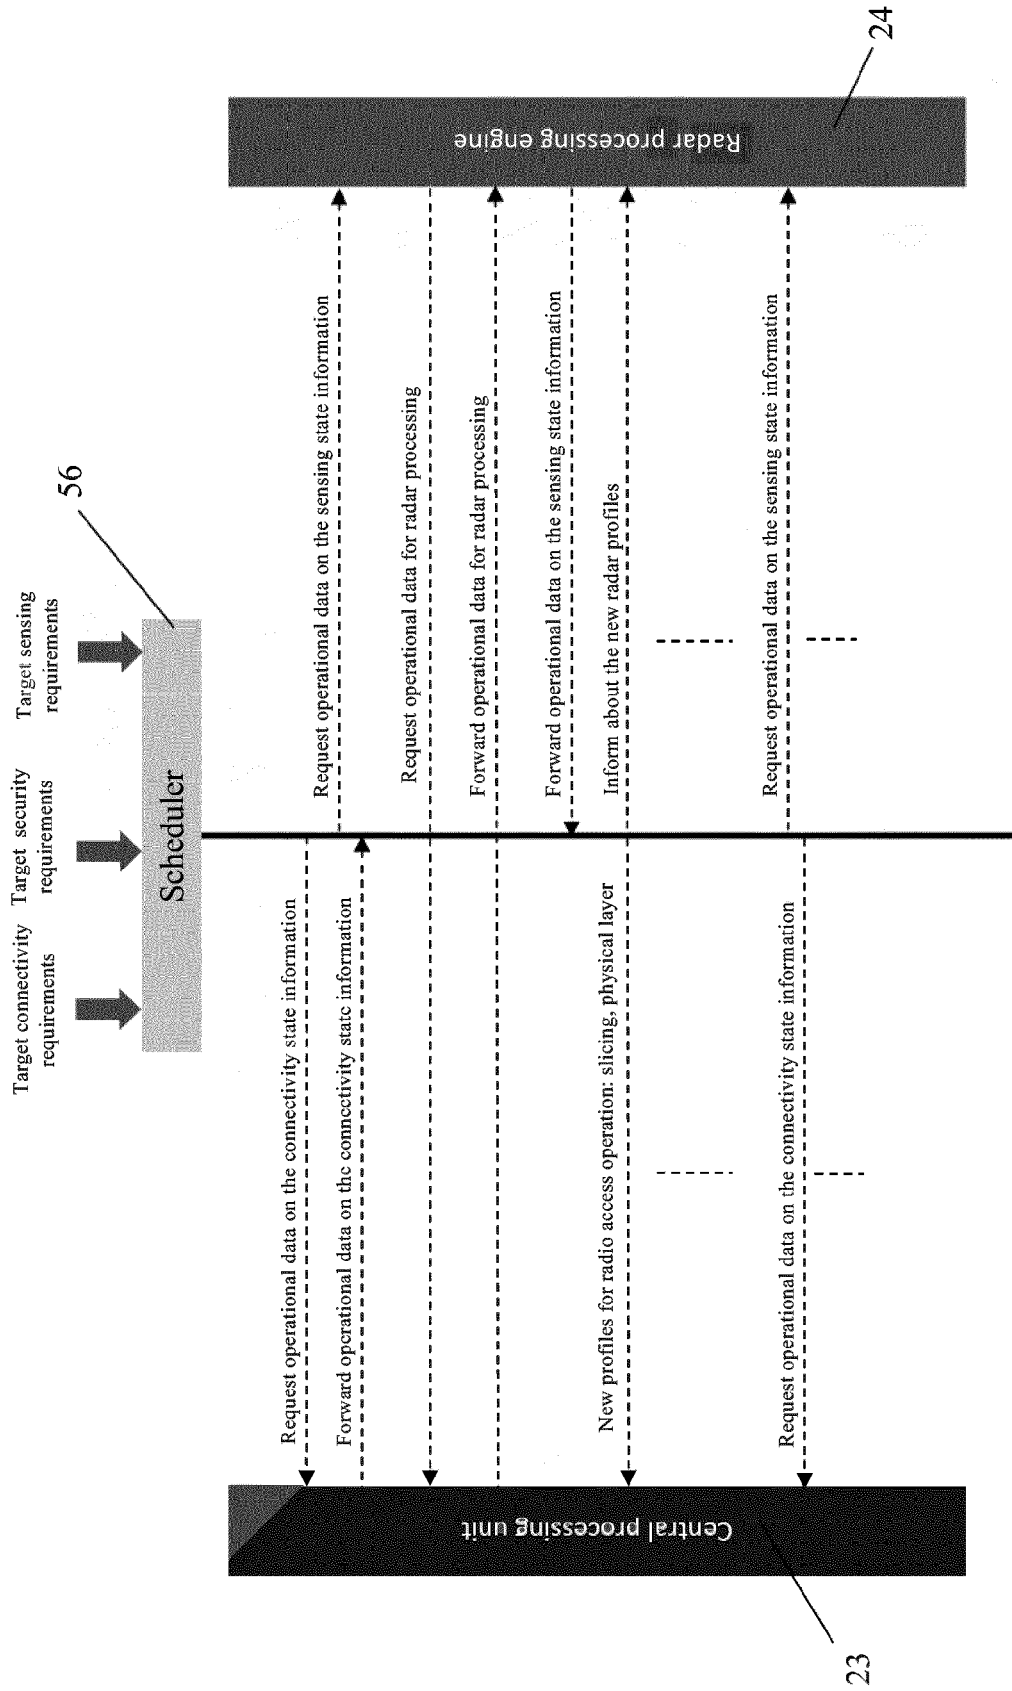 Target connectivity
requirements
Target security
requirements
Target sensing
requirements
Scheduler
56
Request operational data on the connectivity state information
Request operational data on the sensing state information
Forward operational data on the connectivity state information
Request operational data for radar processing
Forward operational data for radar processing
Forward operational data on the sensing state information
New profiles for radio access operation: slicing, physical layer
Inform about the new radar profiles
Request operational data on the connectivity state information
Request operational data on the sensing state information
Central processing unit
23
Radar processing engine
24